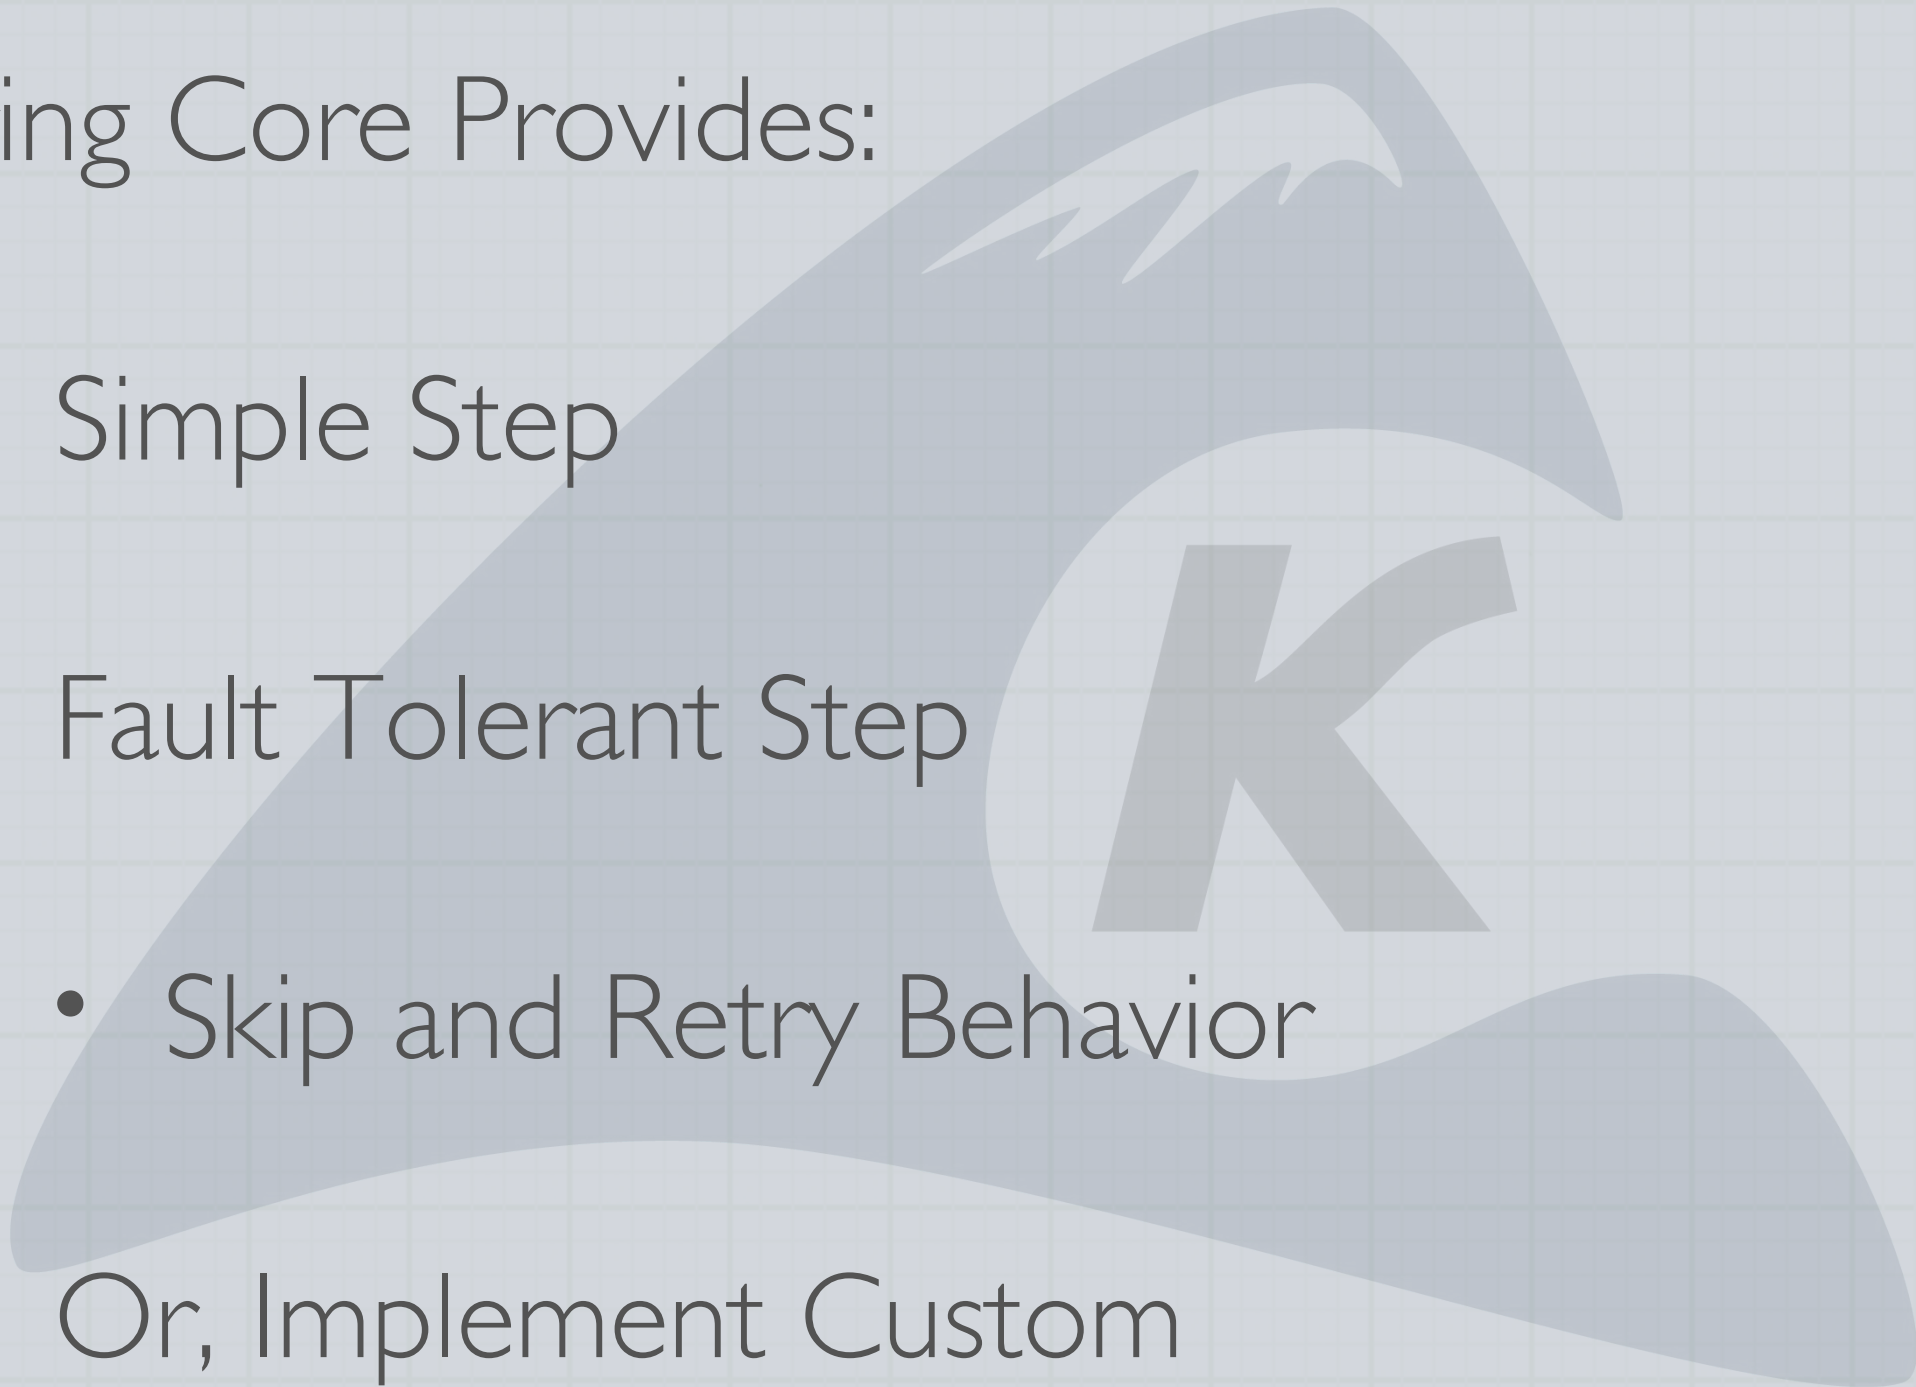 ing Core Provides:
Simple Step
Fault Tolerant Step
• Skip and Retry Behavior
Or, Implement Custom
K